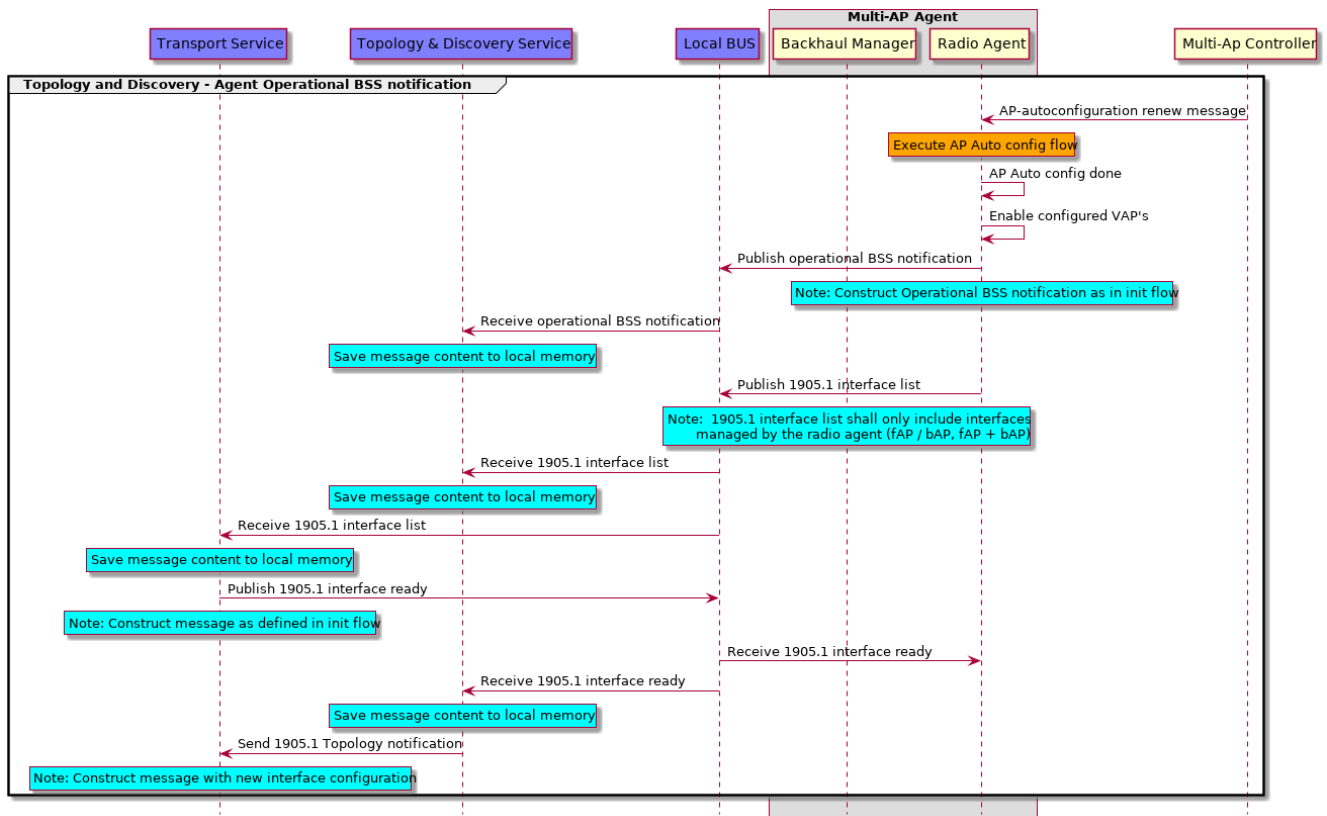 Multi-AP Agent
Transport Service
Topology & Discovery Service
Local BUS
Backhaul Manager
Radio Agent
Multi-Ap Controller
Topology and Discovery - Agent Operational BSS notification
AP-autoconfiguration renew message
Execute AP Auto config flow
AP Auto config done
Enable configured VAP's
Publish operational BSS notification
Note: Construct Operational BSS notification as in init flow
Receive operational BSS notification
Save message content to local memory
Publish 1905.1 interface list
Note:  1905.1 interface list shall only include interfaces
managed by the radio agent (fAP / bAP, fAP + bAP)
Receive 1905.1 interface list
Save message content to local memory
Receive 1905.1 interface list
Save message content to local memory
Publish 1905.1 interface ready
Note: Construct message as defined in init flow
Receive 1905.1 interface ready
Receive 1905.1 interface ready
Save message content to local memory
Send 1905.1 Topology notification
Note: Construct message with new interface configuration